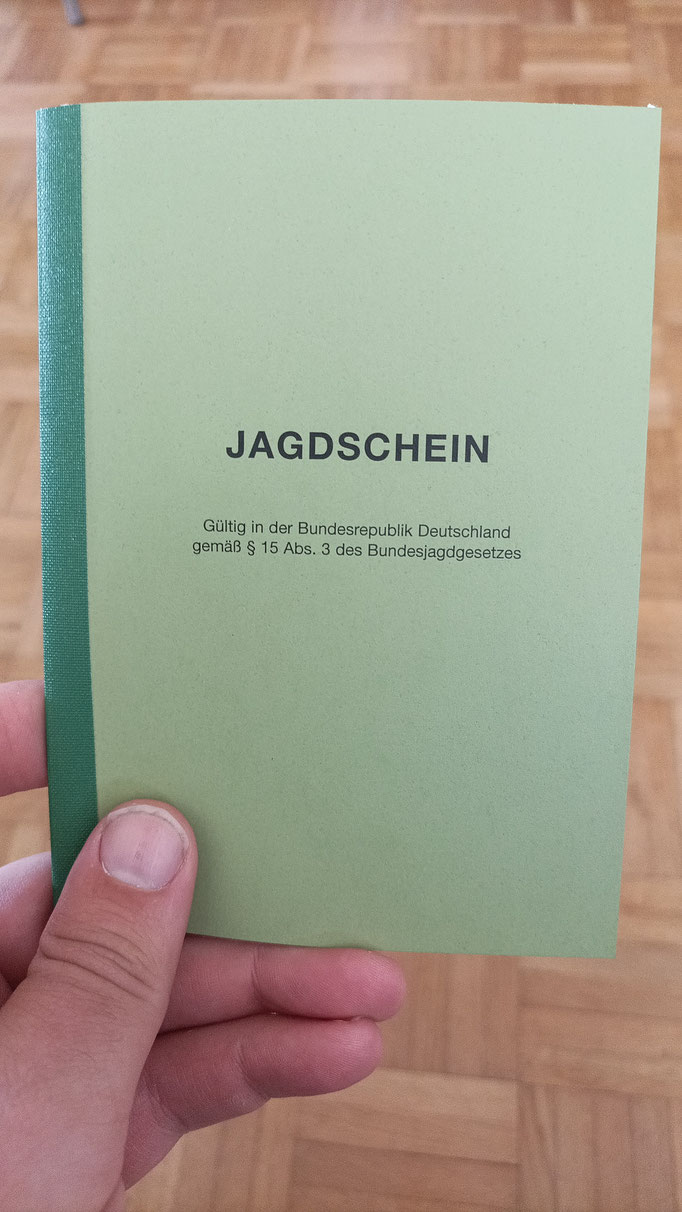 JAGDSCHEIN
Gültig in der Bundesrepublik Deutschland
gemäß § 15 Abs. 3 des Bundesjagdgesetzes